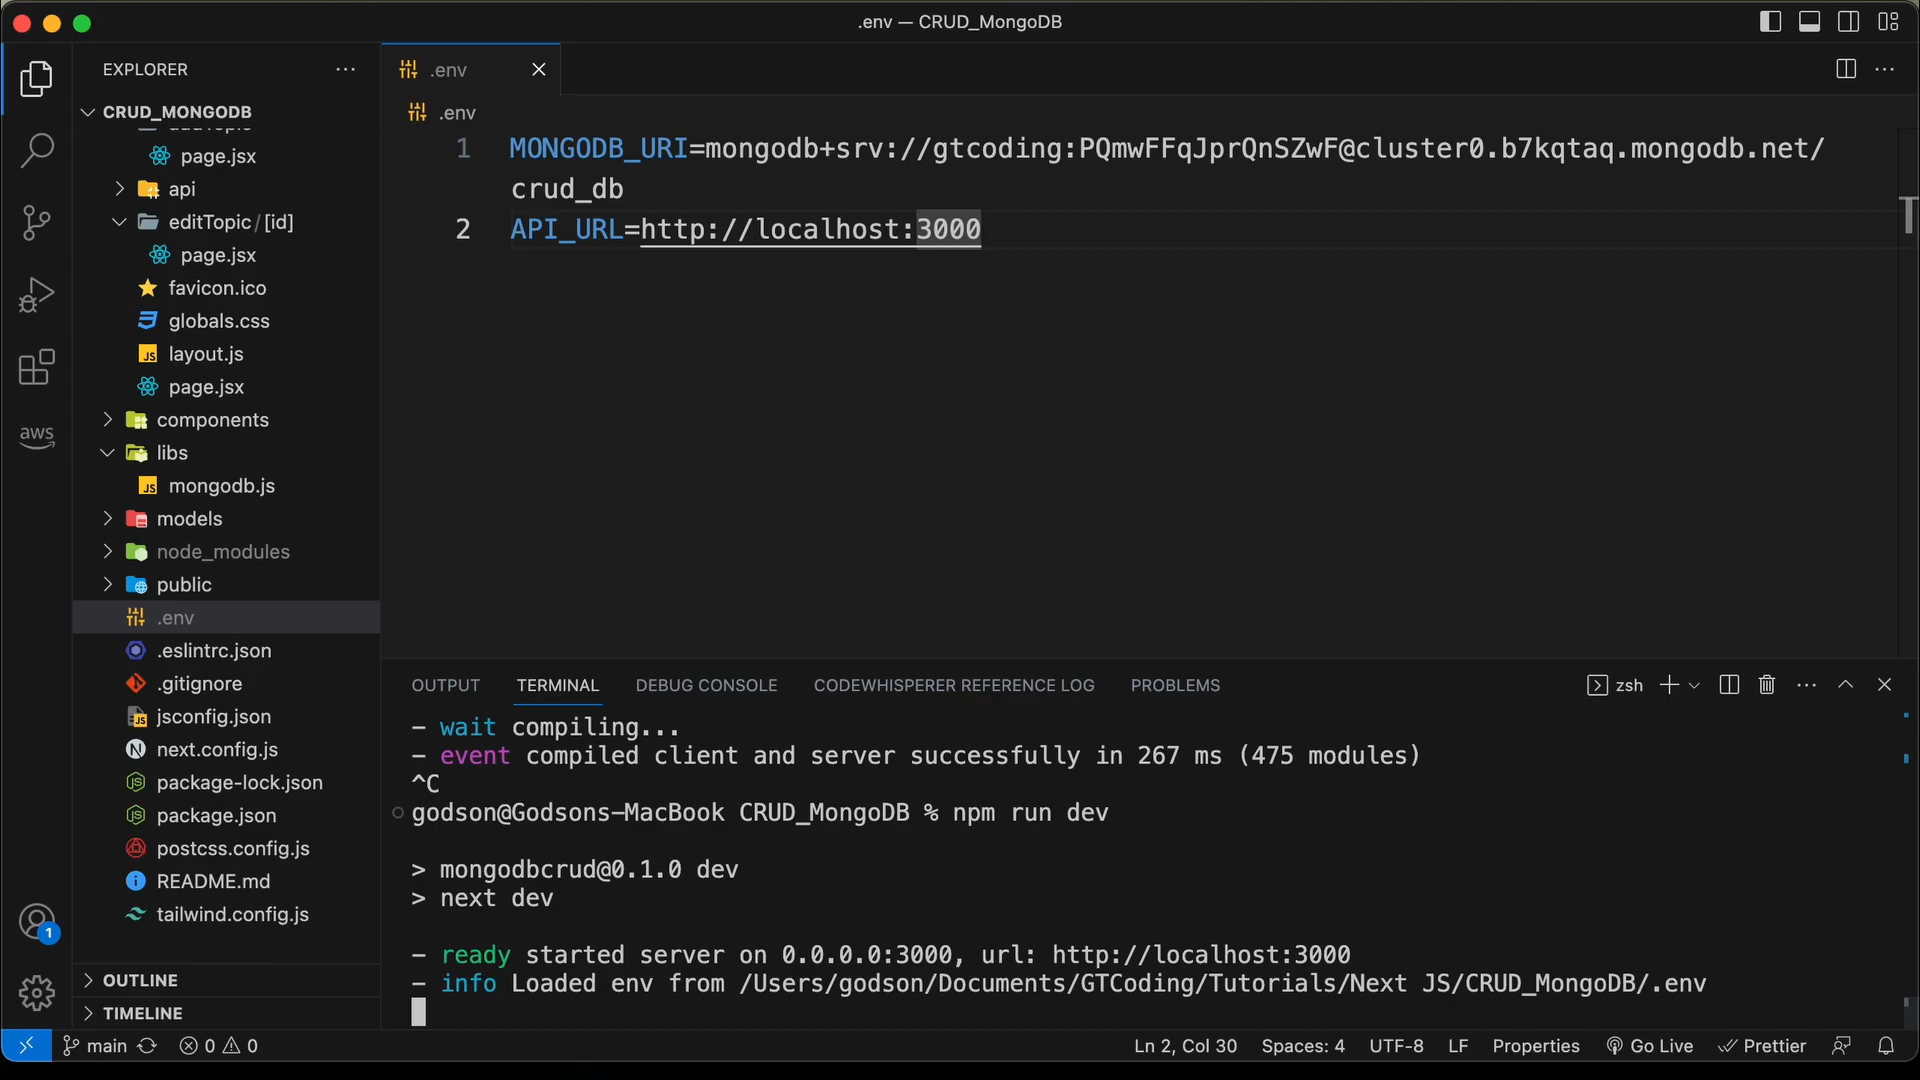 .env — CRUD_MongoDB
EXPLORER
.env
CRUD_MONGODB
.env
page.jsx
api
editTopic/[id]
page.jsx
favicon.ico
globals.css
layout.js
page.jsx
components
libs
mongodb.js
models
node_modules
public
.env
.eslintrc.json
.gitignore
jsconfig.json
next.config.js
package-lock.json
package.json
postcss.config.js
README.md
tailwind.config.js
OUTLINE
TIMELINE
aws
1
1 MONGODB_URI=mongodb+srv://gtcoding:PQmwFFqJprQnSZwF@cluster0.b7kqtaq.mongodb.net/
crud_db
2 API_URL=http://localhost:3000
OUTPUT TERMINAL DEBUG CONSOLE CODEWHISPERER REFERENCE LOG PROBLEMS zsh
- wait compiling...
- event compiled client and server successfully in 267 ms (475 modules)
^C
godson@Godsons-MacBook CRUD_MongoDB % npm run dev
> mongodbcrud@0.1.0 dev
> next dev
- ready started server on 0.0.0.0:3000, url: http://localhost:3000
- info Loaded env from /Users/godson/Documents/GTCoding/Tutorials/Next JS/CRUD_MongoDB/.env
main 0 0 Ln 2, Col 30 Spaces: 4 UTF-8 LF Properties Go Live Prettier